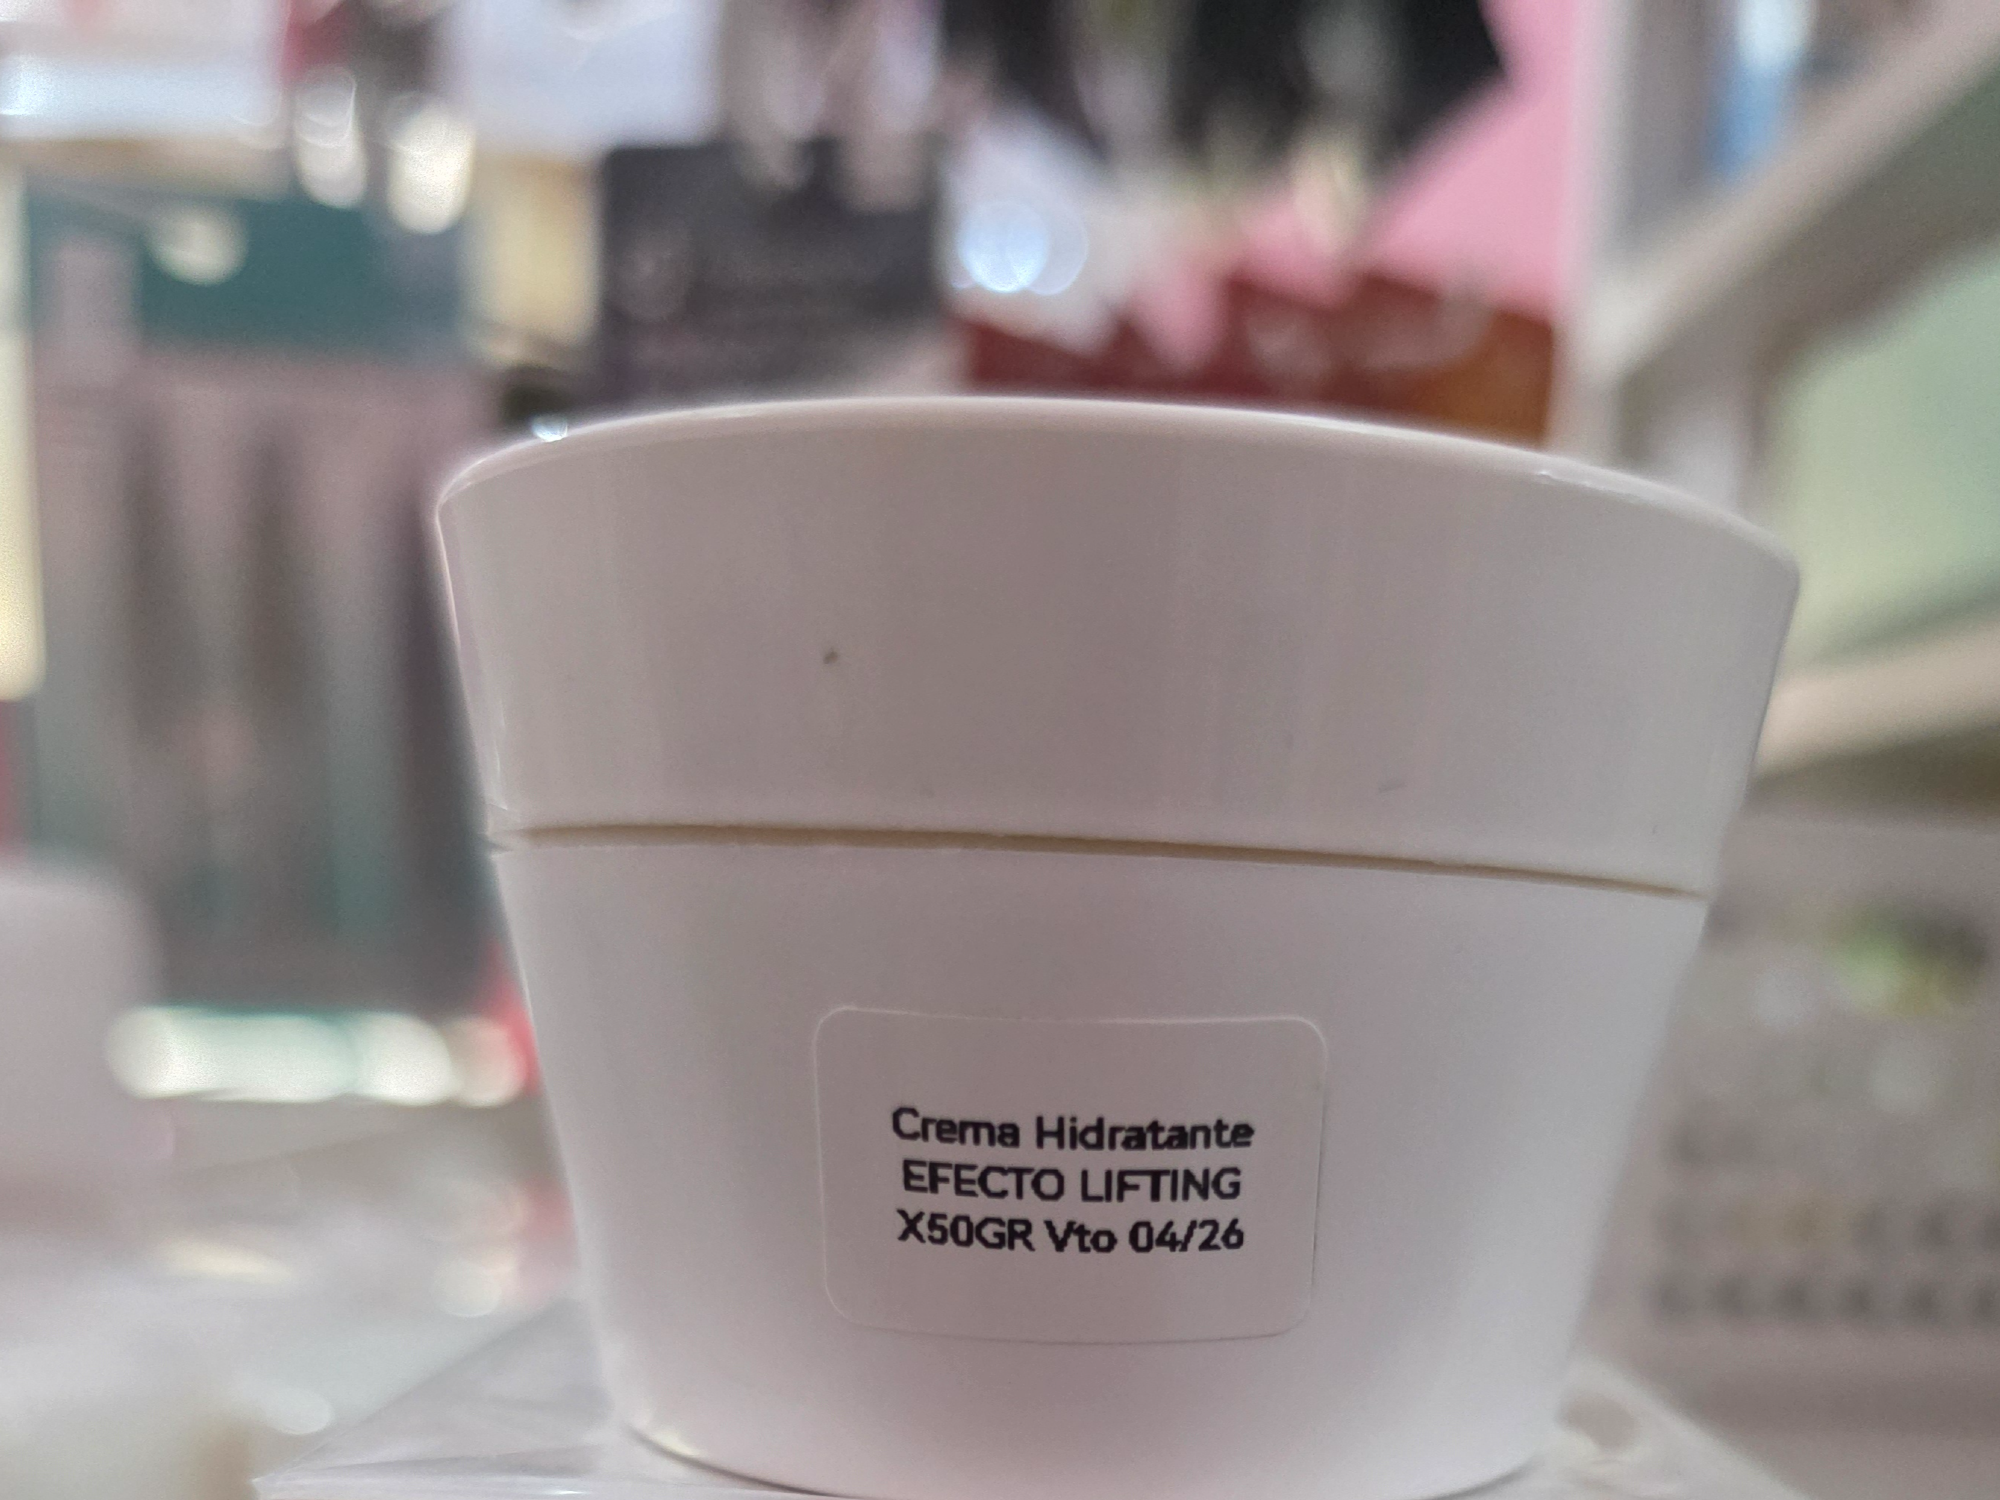 Crema Hidratante
EFECTO LIFTING
X50GR Vto 04/26